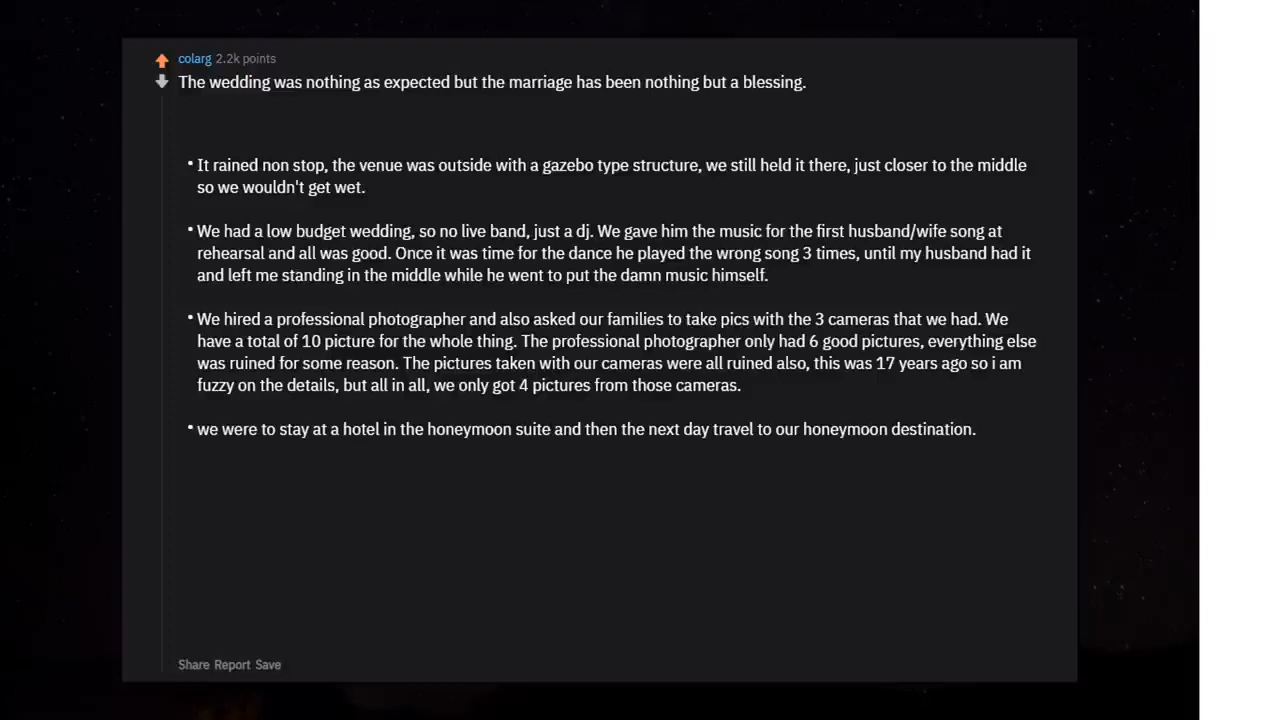 colarg 2.2k points
The wedding was nothing as expected but the marriage has been nothing but a blessing.
• It rained non stop, the venue was outside with a gazebo type structure, we still held it there, just closer to the middle
so we wouldn't get wet.
• We had a low budget wedding, so no live band, just a dj. We gave him the music for the first husband/wife song at
rehearsal and all was good. Once it was time for the dance he played the wrong song 3 times, until my husband had it
and left me standing in the middle while he went to put the damn music himself.
• We hired a professional photographer and also asked our families to take pics with the 3 cameras that we had. We
have a total of 10 picture for the whole thing. The professional photographer only had 6 good pictures, everything else
was ruined for some reason. The pictures taken with our cameras were all ruined also, this was 17 years ago so i am
fuzzy on the details, but all in all, we only got 4 pictures from those cameras.
• we were to stay at a hotel in the honeymoon suite and then the next day travel to our honeymoon destination.
Share Report Save